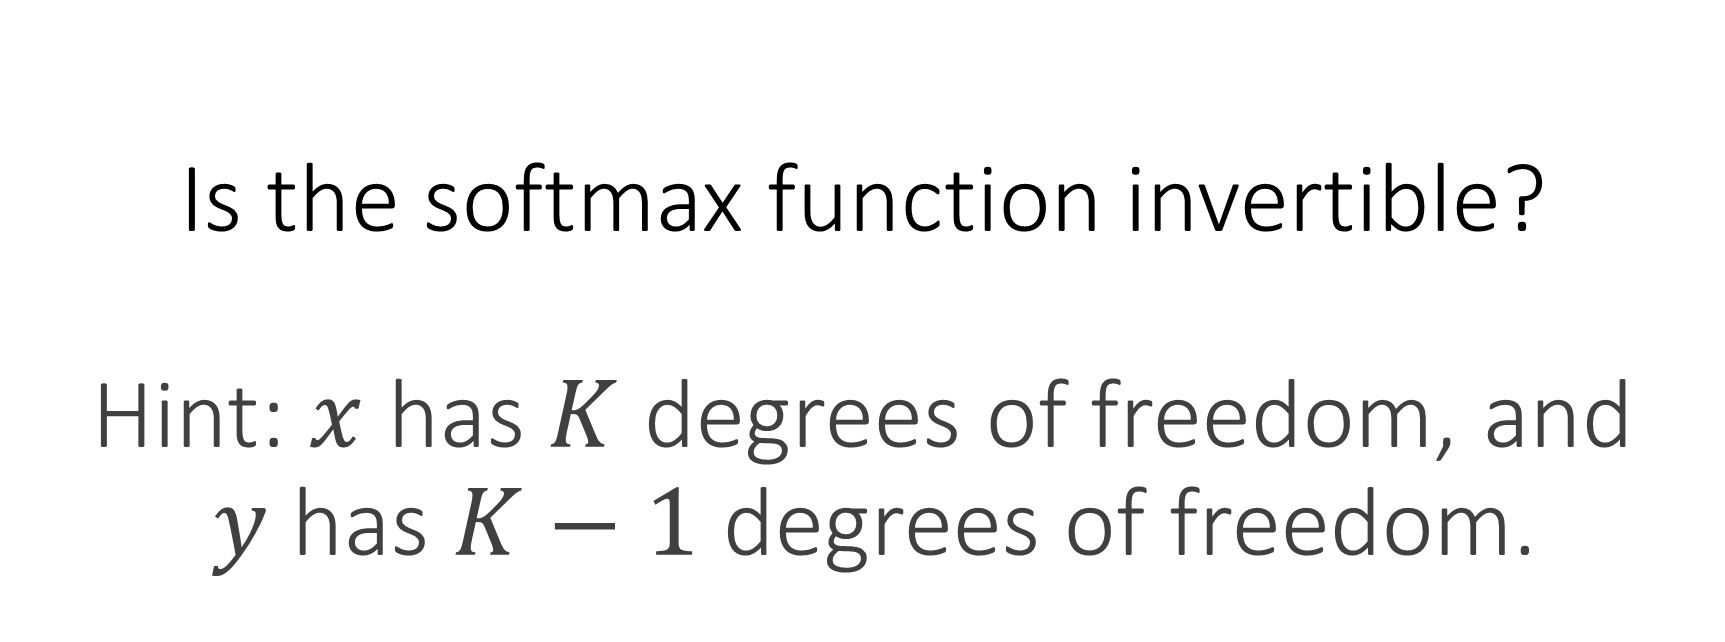 Is the softmax function invertible?
Hint: x has K degrees of freedom, and
y has K − 1 degrees of freedom.